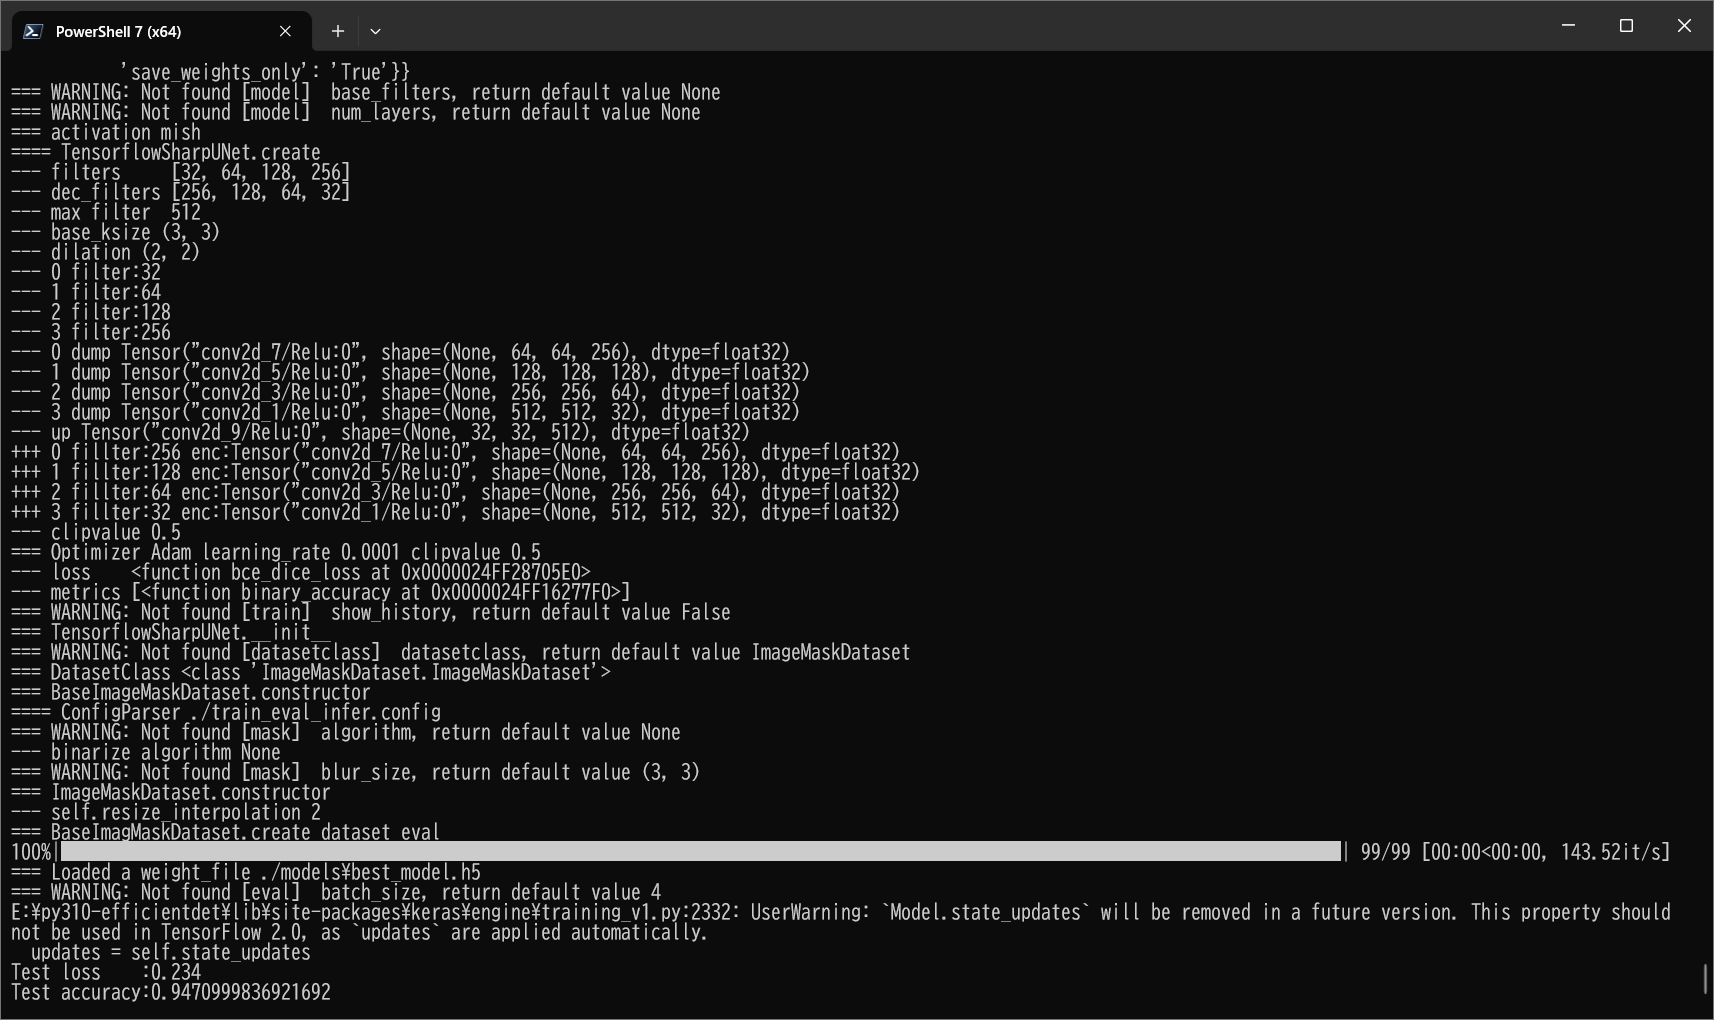 PowerShell 7 (x64)
'save_weights_only': 'True'}}
=== WARNING: Not found [model]  base_filters, return default value None
=== WARNING: Not found [model]  num_layers, return default value None
=== activation mish
==== TensorflowSharpUNet.create
--- filters     [32, 64, 128, 256]
--- dec_filters [256, 128, 64, 32]
--- max filter  512
--- base_ksize (3, 3)
--- dilation (2, 2)
--- 0 filter:32
--- 1 filter:64
--- 2 filter:128
--- 3 filter:256
--- 0 dump Tensor("conv2d_7/Relu:0", shape=(None, 64, 64, 256), dtype=float32)
--- 1 dump Tensor("conv2d_5/Relu:0", shape=(None, 128, 128, 128), dtype=float32)
--- 2 dump Tensor("conv2d_3/Relu:0", shape=(None, 256, 256, 64), dtype=float32)
--- 3 dump Tensor("conv2d_1/Relu:0", shape=(None, 512, 512, 32), dtype=float32)
--- up Tensor("conv2d_9/Relu:0", shape=(None, 32, 32, 512), dtype=float32)
+++ 0 fillter:256 enc:Tensor("conv2d_7/Relu:0", shape=(None, 64, 64, 256), dtype=float32)
+++ 1 fillter:128 enc:Tensor("conv2d_5/Relu:0", shape=(None, 128, 128, 128), dtype=float32)
+++ 2 fillter:64 enc:Tensor("conv2d_3/Relu:0", shape=(None, 256, 256, 64), dtype=float32)
+++ 3 fillter:32 enc:Tensor("conv2d_1/Relu:0", shape=(None, 512, 512, 32), dtype=float32)
--- clipvalue 0.5
=== Optimizer Adam learning_rate 0.0001 clipvalue 0.5
--- loss    <function bce_dice_loss at 0x0000024FF28705E0>
--- metrics [<function binary_accuracy at 0x0000024FF16277F0>]
=== WARNING: Not found [train]  show_history, return default value False
=== TensorflowSharpUNet.__init__
=== WARNING: Not found [datasetclass]  datasetclass, return default value ImageMaskDataset
=== DatasetClass <class 'ImageMaskDataset.ImageMaskDataset'>
=== BaseImageMaskDataset.constructor
==== ConfigParser ./train_eval_infer.config
=== WARNING: Not found [mask]  algorithm, return default value None
--- binarize algorithm None
=== WARNING: Not found [mask]  blur_size, return default value (3, 3)
=== ImageMaskDataset.constructor
--- self.resize_interpolation 2
=== BaseImagMaskDataset.create dataset eval
100%| | 99/99 [00:00<00:00, 143.52it/s]
=== Loaded a weight_file ./models¥best_model.h5
=== WARNING: Not found [eval]  batch_size, return default value 4
E:¥py310-efficientdet¥lib¥site-packages¥keras¥engine¥training_v1.py:2332: UserWarning: `Model.state_updates` will be removed in a future version. This property should
not be used in TensorFlow 2.0, as `updates` are applied automatically.
updates = self.state_updates
Test loss    :0.234
Test accuracy:0.9470999836921692